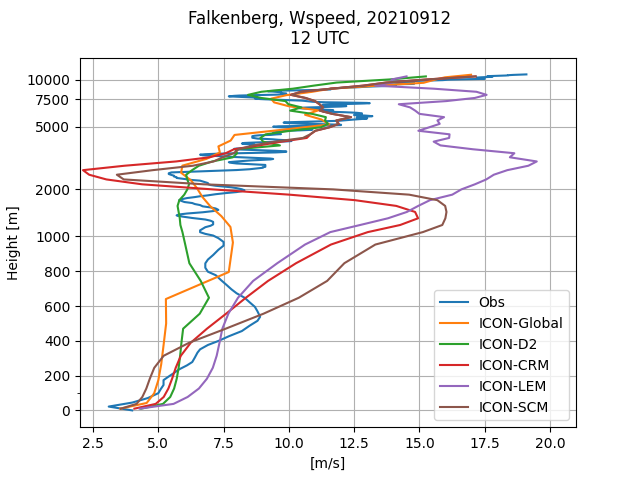 Falkenberg, Wspeed, 20210912
12 UTC
Height [m]
10000
7500
5000
2000
1000
800
600
400
200
0
Obs
ICON-Global
ICON-D2
ICON-CRM
ICON-LEM
ICON-SCM
2.5 5.0 7.5 10.0 12.5 15.0 17.5 20.0
[m/s]